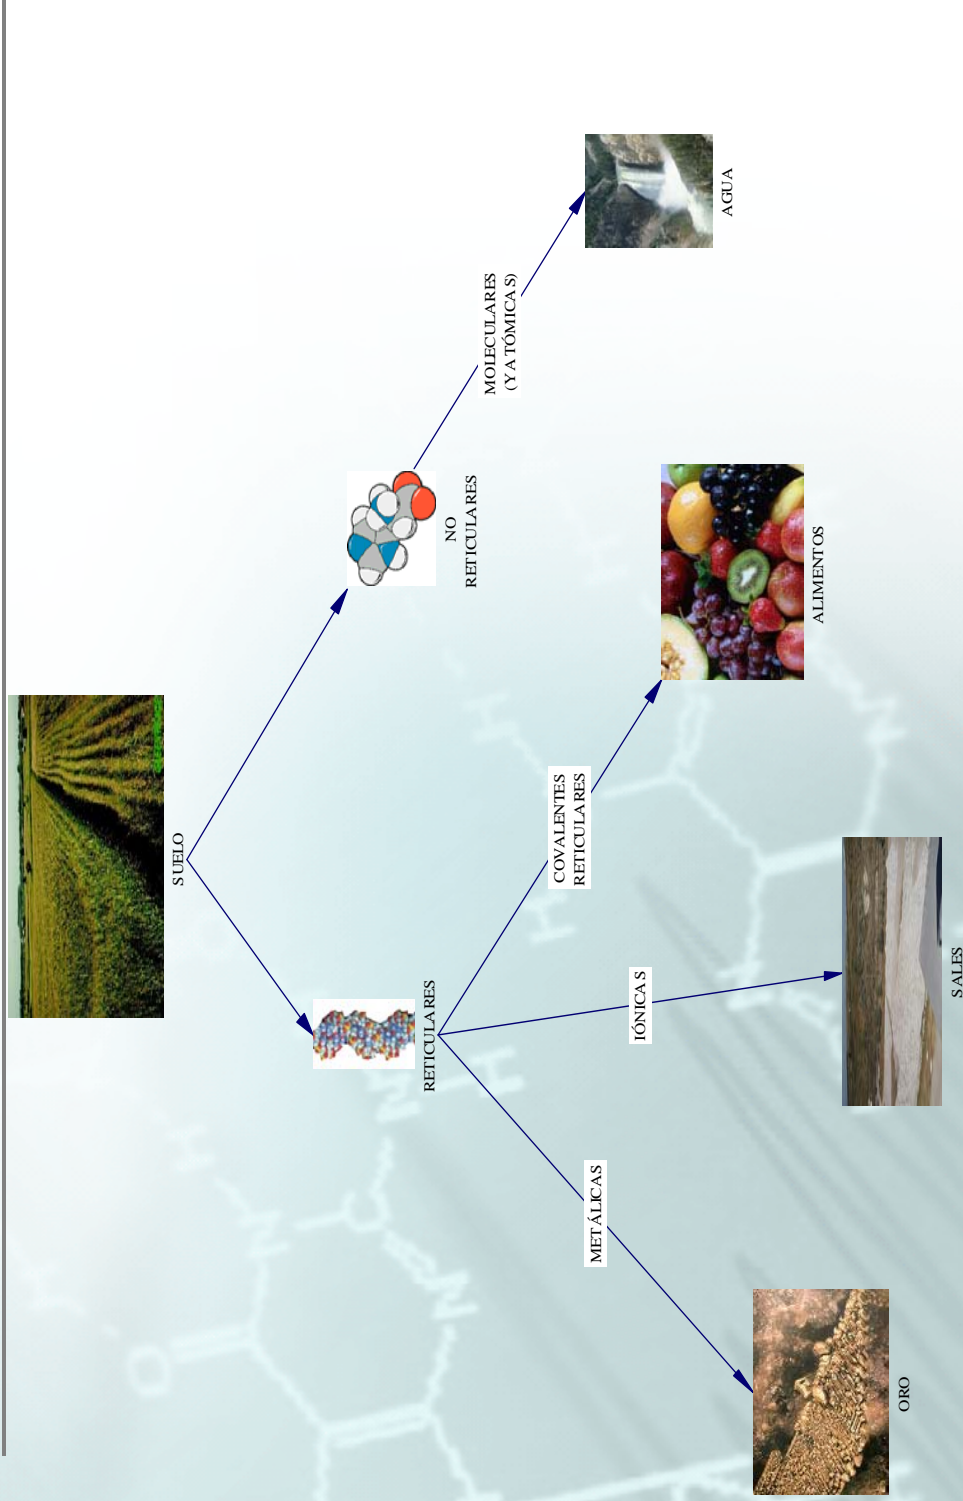 SUELO
RETICULARES
NO
RETICULARES
METÁLICAS
IÓNICAS
COVALENTES
RETICULARES
MOLECULARES
(Y ATÓMICAS)
ORO
SALES
ALIMENTOS
AGUA